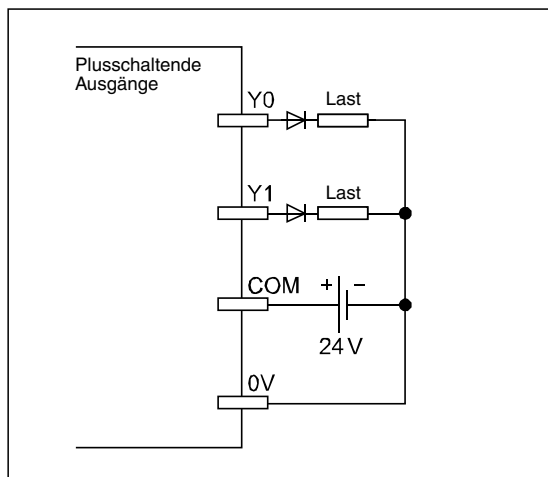 Plusschaltende
Ausgänge
Y0
Last
Y1
Last
COM
+ −
24 V
0V